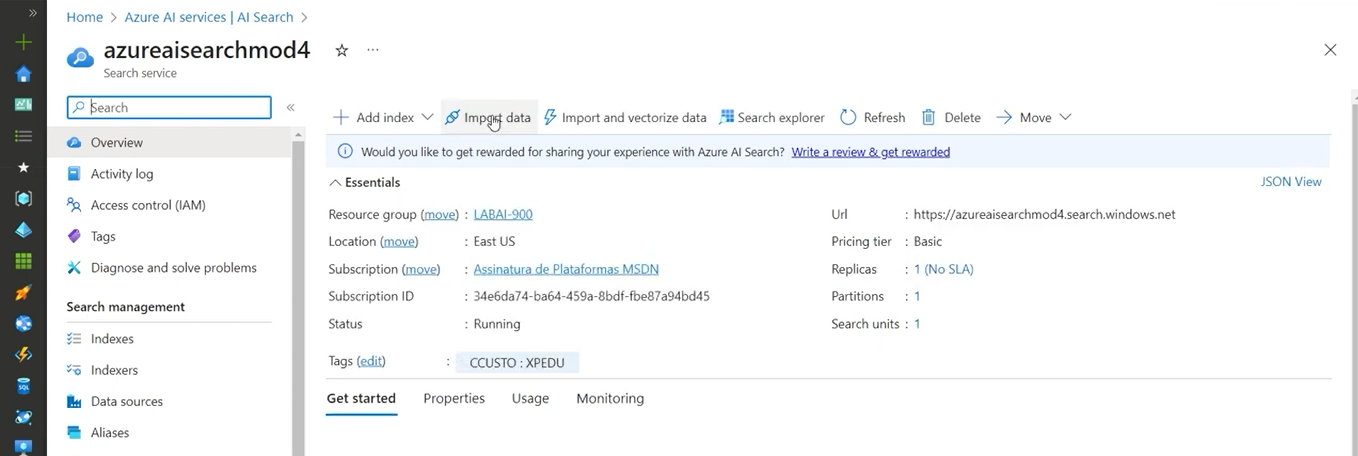 Home > Azure AI services | AI Search >
azureaisearchmod4
Search service
Search
Overview
Activity log
Access control (IAM)
Tags
Diagnose and solve problems
Search management
Indexes
Indexers
Data sources
Aliases
Add index Import data Import and vectorize data Search explorer Refresh Delete Move
Would you like to get rewarded for sharing your experience with Azure AI Search? Write a review & get rewarded
Essentials JSON View
Resource group (move) : LABAI-900
Location (move) : East US
Subscription (move) : Assinatura de Plataformas MSDN
Subscription ID : 34e6da74-ba64-459a-8bdf-fbe87a94bd45
Status : Running
Url : https://azureaisearchmod4.search.windows.net
Pricing tier : Basic
Replicas : 1 (No SLA)
Partitions : 1
Search units : 1
Tags (edit) : CCUSTO : XPEDU
Get started Properties Usage Monitoring